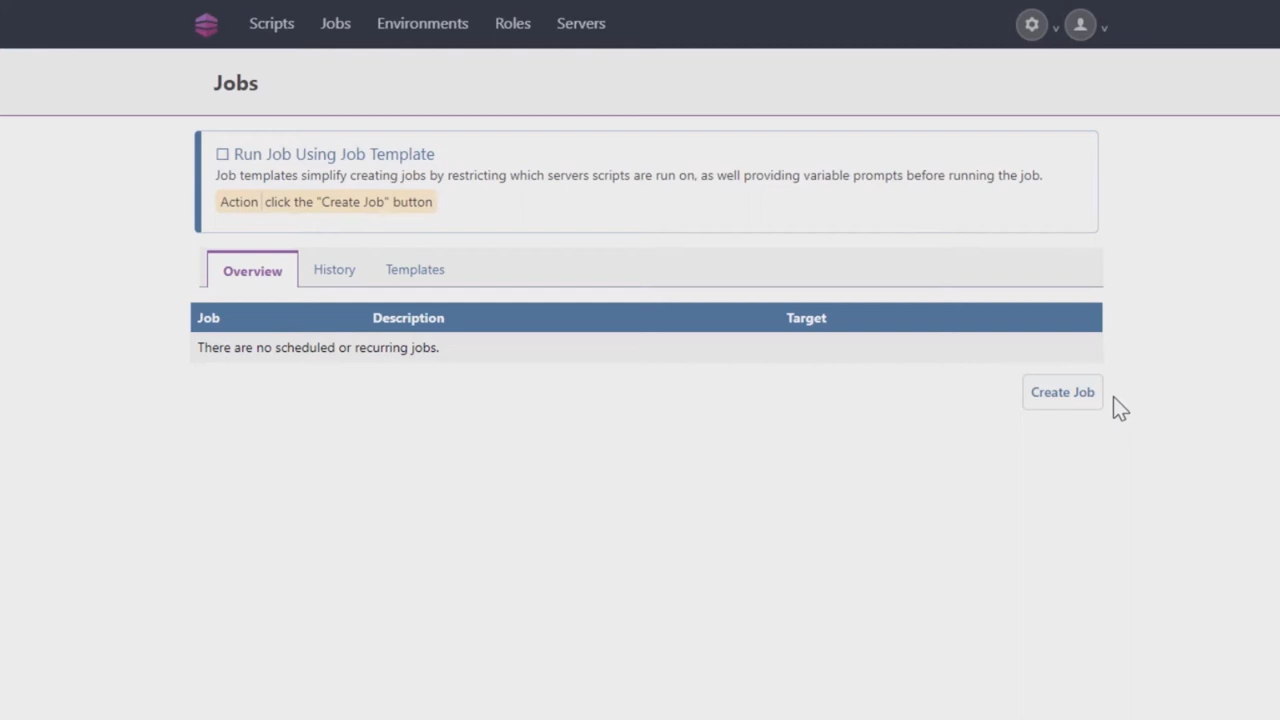 Scripts Jobs Environments Roles Servers
Jobs
Run Job Using Job Template
Job templates simplify creating jobs by restricting which servers scripts are run on, as well providing variable prompts before running the job.
Action click the "Create Job" button
Overview History Templates
Job Description Target
There are no scheduled or recurring jobs.
Create Job